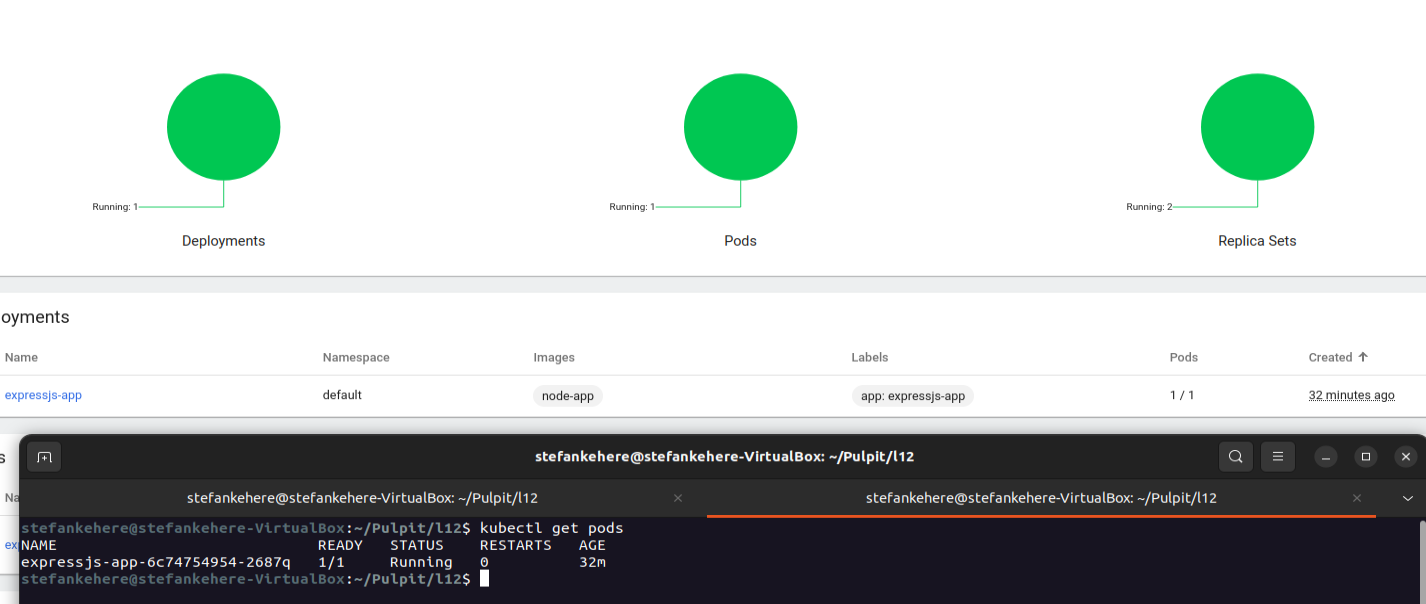 Running: 1
Running: 1
Running: 2
Deployments
Pods
Replica Sets
oyments
Name Namespace Images Labels Pods Created
expressjs-app default node-app app: expressjs-app 1 / 1 32 minutes ago
s
Na
ex
stefankehere@stefankehere-VirtualBox: ~/Pulpit/l12
stefankehere@stefankehere-VirtualBox: ~/Pulpit/l12
stefankehere@stefankehere-VirtualBox: ~/Pulpit/l12
stefankehere@stefankehere-VirtualBox:~/Pulpit/l12$ kubectl get pods
NAME READY STATUS RESTARTS AGE
expressjs-app-6c74754954-2687q 1/1 Running 0 32m
stefankehere@stefankehere-VirtualBox:~/Pulpit/l12$